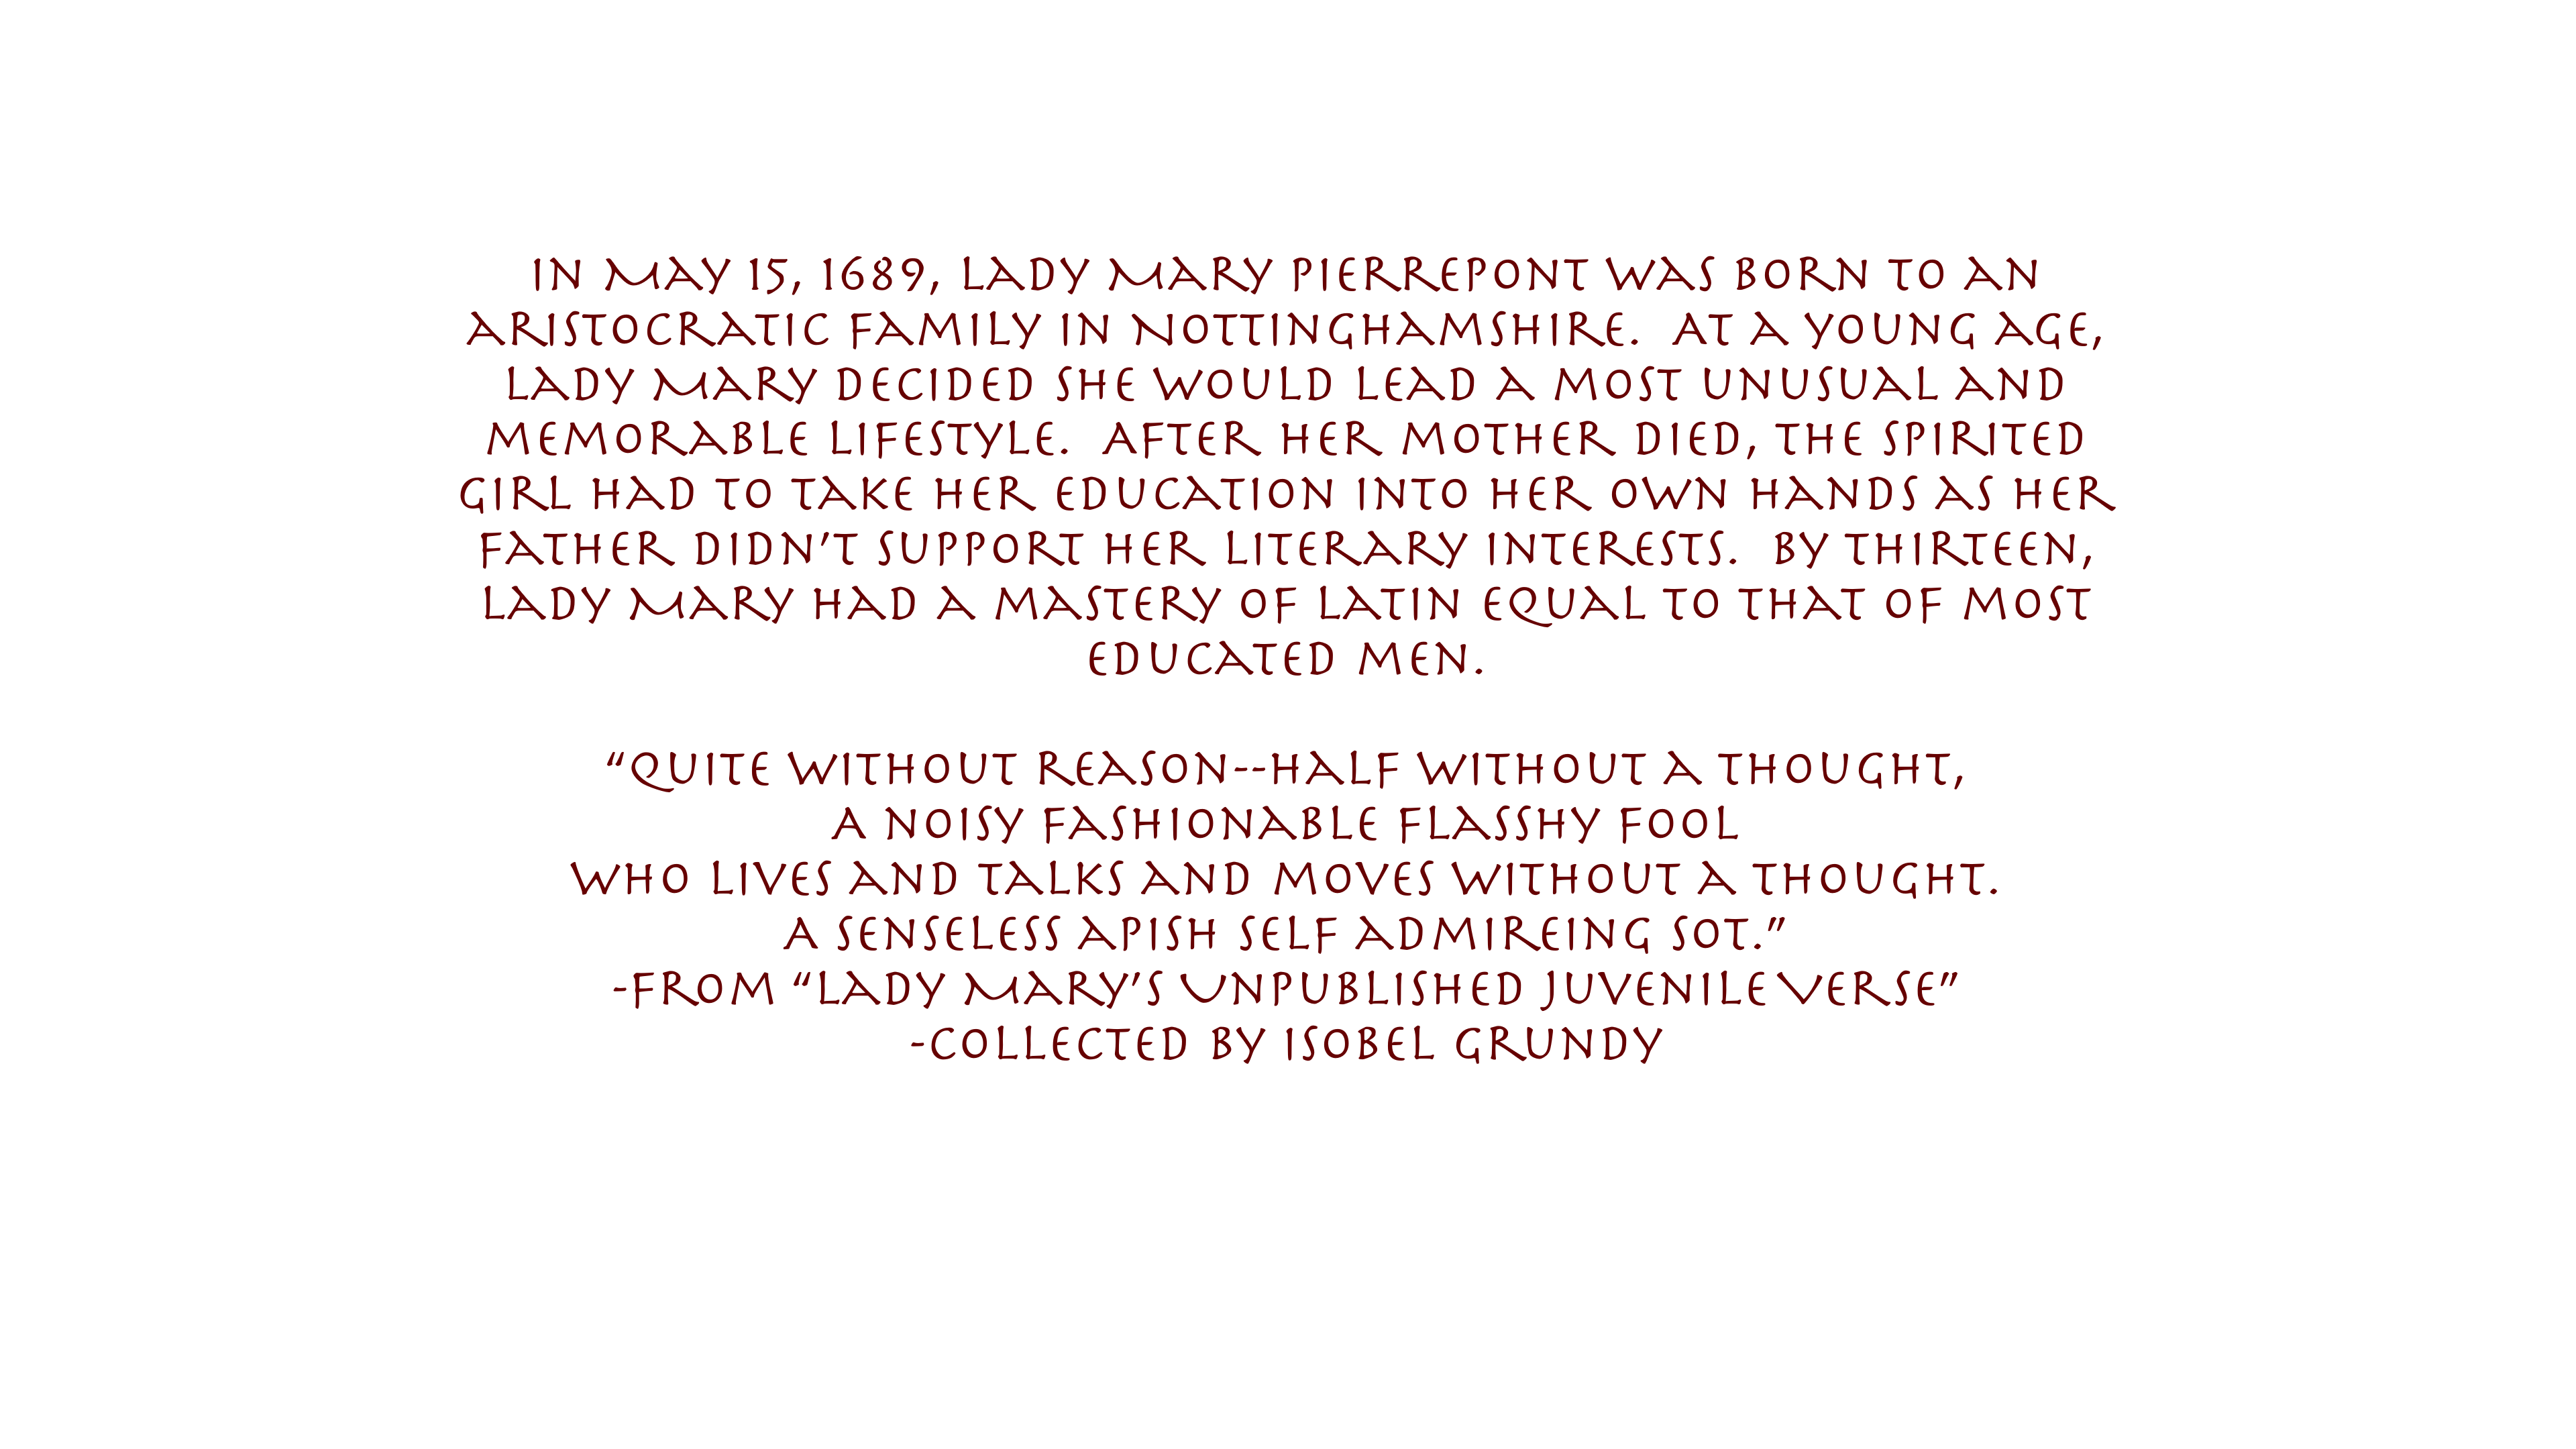 In May 15, 1689, Lady Mary Pierrepont was born to an
aristocratic family in Nottinghamshire. At a young age,
Lady Mary decided she would lead a most unusual and
memorable lifestyle. After her mother died, the spirited
girl had to take her education into her own hands as her
father didn’t support her literary interests. By thirteen,
Lady Mary had a mastery of Latin equal to that of most
educated men.

“Quite without reason--half without a thought,
A noisy fashionable flasshy fool
who lives and talks and moves without a thought.
A senseless apish self admireing sot.”
-from “Lady Mary’s Unpublished Juvenile Verse”
-collected by Isobel Grundy